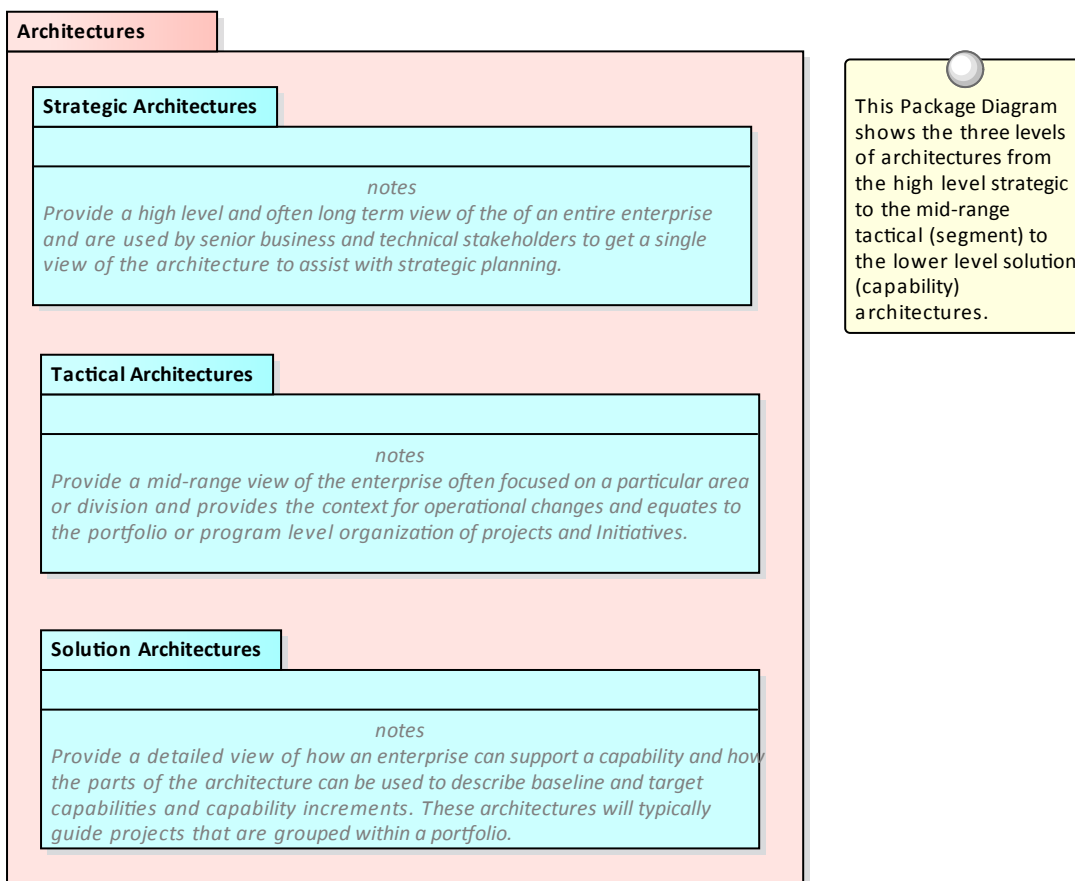 Architectures
Strategic Architectures
notes
Provide a high level and often long term view of the of an entire enterprise
and are used by senior business and technical stakeholders to get a single
view of the architecture to assist with strategic planning.
Tactical Architectures
notes
Provide a mid-range view of the enterprise often focused on a particular area
or division and provides the context for operational changes and equates to
the portfolio or program level organization of projects and Initiatives.
Solution Architectures
notes
Provide a detailed view of how an enterprise can support a capability and how
the parts of the architecture can be used to describe baseline and target
capabilities and capability increments. These architectures will typically
guide projects that are grouped within a portfolio.
This Package Diagram
shows the three levels
of architectures from
the high level strategic
to the mid-range
tactical (segment) to
the lower level solution
(capability)
architectures.